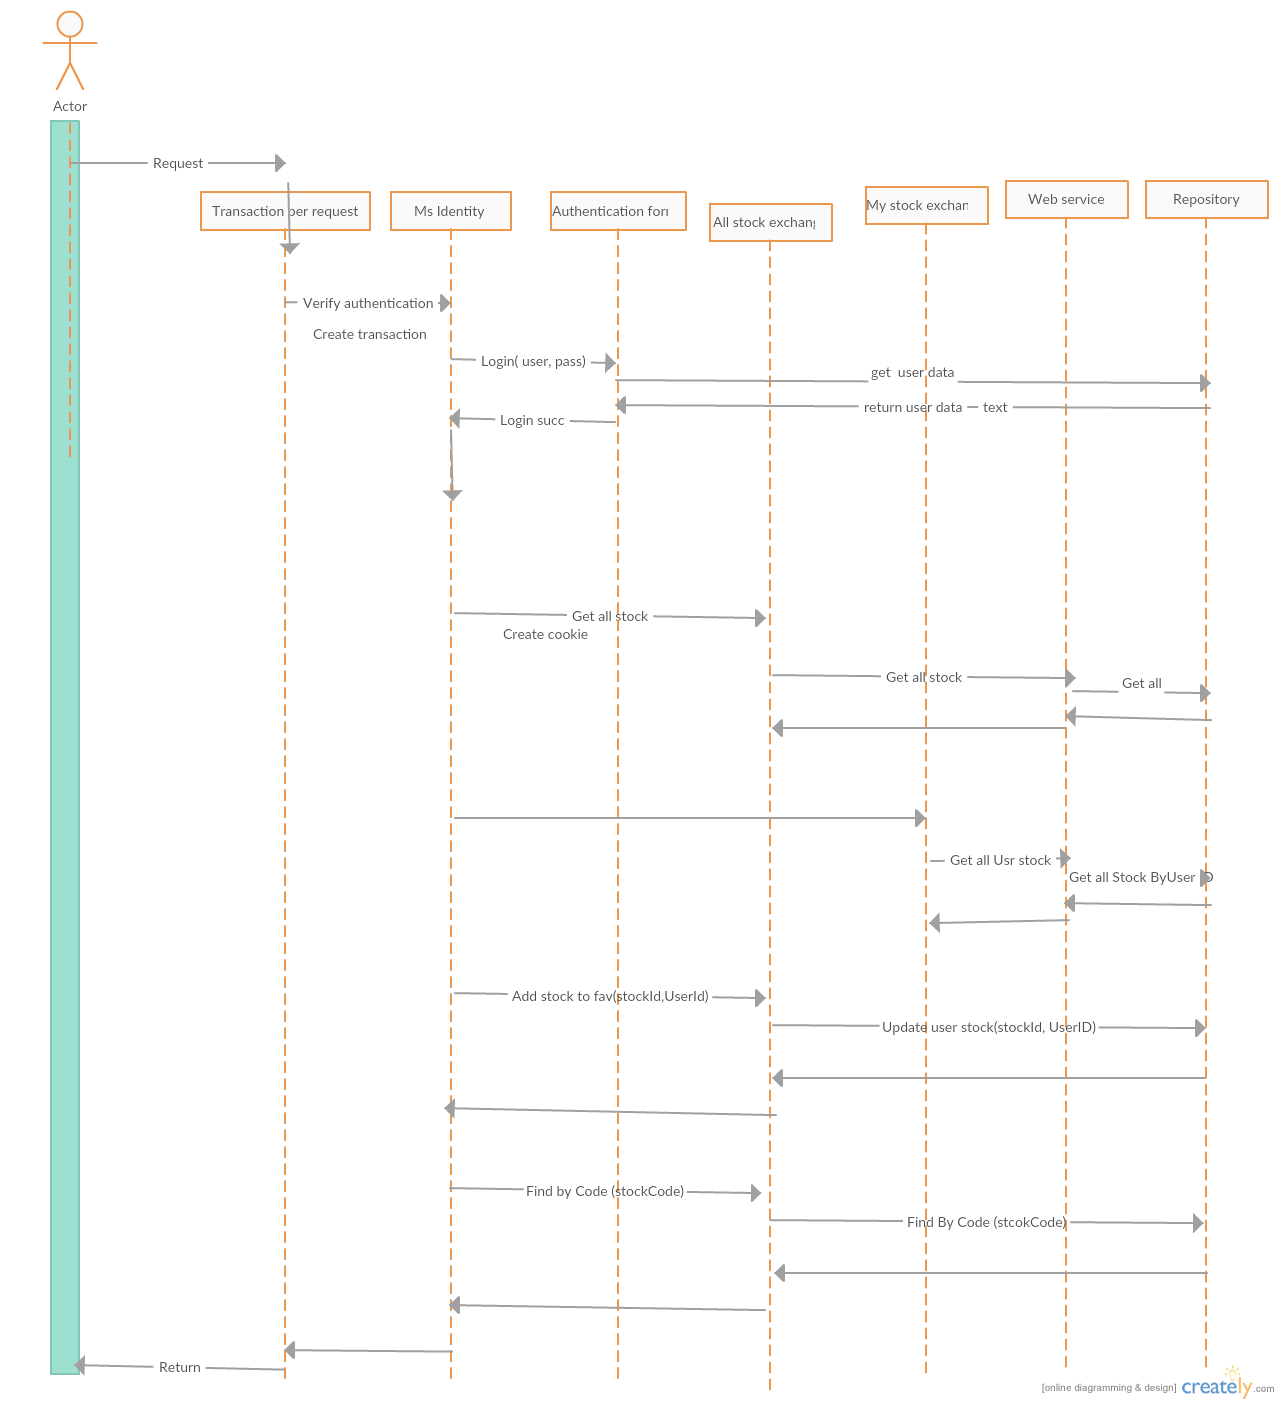 Actor
Request
Transaction per request
Ms Identity
Authentication for
All stock exchang
My stock exchan
Web service
Repository
Verify authentication
Create transaction
Login( user, pass)
get user data
return user data
text
Login succ
Get all stock
Create cookie
Get all stock
Get all
Get all Usr stock
Get all Stock ByUser ID
Add stock to fav(stockId,UserId)
Update user stock(stockId, UserID)
Find by Code (stockCode)
Find By Code (stcokCode)
Return
[online diagramming & design] creately.com